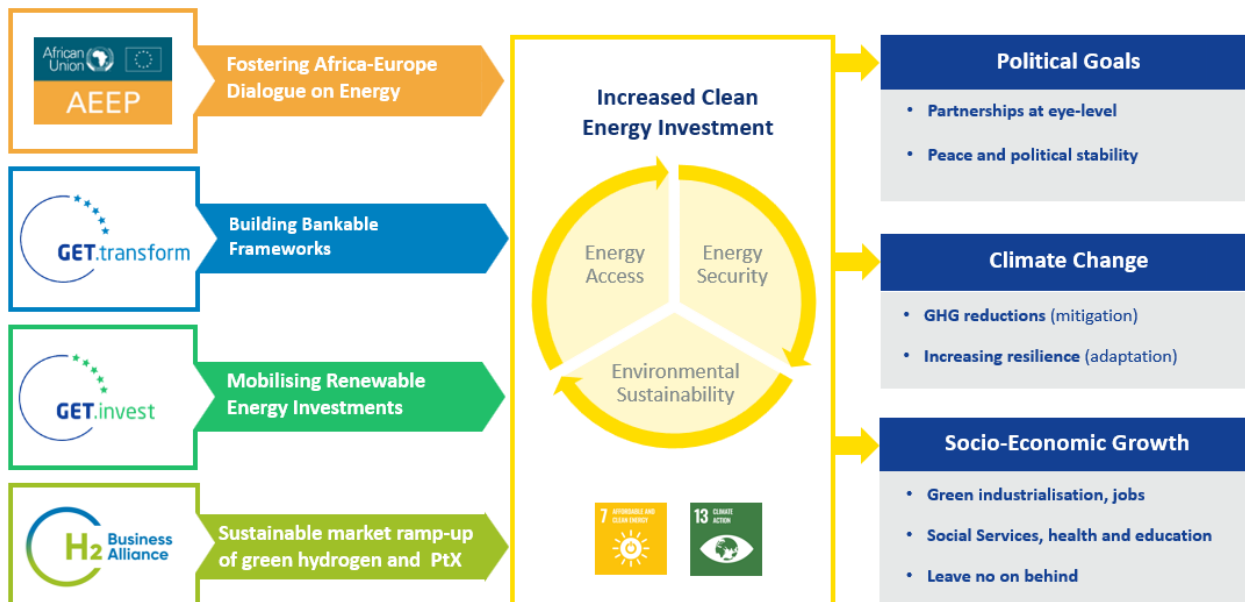 African
Union
AEEP
Fostering Africa-Europe
Dialogue on Energy
GET.transform
Building Bankable
Frameworks
GET.invest
Mobilising Renewable
Energy Investments
H2 Business
Alliance
Sustainable market ramp-up
of green hydrogen and PtX
Increased Clean
Energy Investment
Energy
Access
Energy
Security
Environmental
Sustainability
7 AFFORDABLE AND
CLEAN ENERGY
13 CLIMATE
ACTION
Political Goals
• Partnerships at eye-level
• Peace and political stability
Climate Change
• GHG reductions (mitigation)
• Increasing resilience (adaptation)
Socio-Economic Growth
• Green industrialisation, jobs
• Social Services, health and education
• Leave no on behind